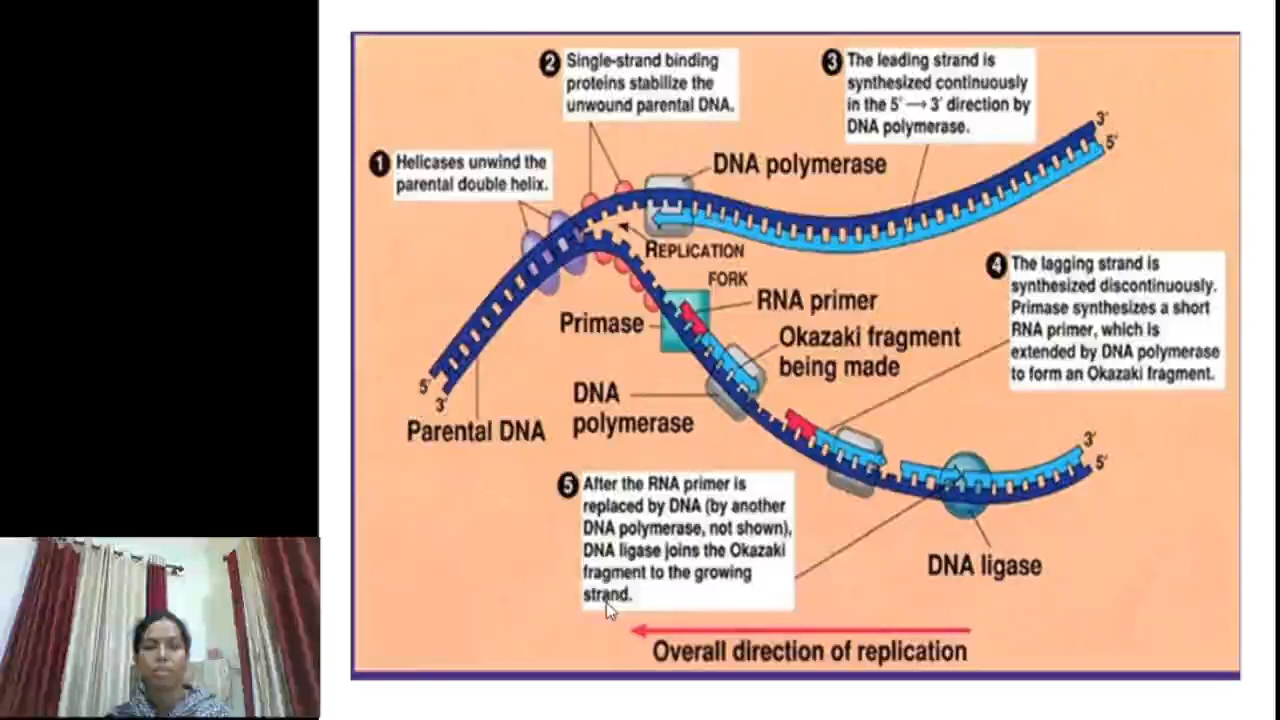 1 Helicases unwind the
parental double helix.
2 Single-strand binding
proteins stabilize the
unwound parental DNA.
3 The leading strand is
synthesized continuously
in the 5' → 3' direction by
DNA polymerase.
3'
5'
DNA polymerase
REPLICATION
FORK
4 The lagging strand is
synthesized discontinuously.
Primase synthesizes a short
RNA primer, which is
extended by DNA polymerase
to form an Okazaki fragment.
RNA primer
Primase
Okazaki fragment
being made
DNA
polymerase
5'
3'
Parental DNA
3'
5'
5 After the RNA primer is
replaced by DNA (by another
DNA polymerase, not shown),
DNA ligase joins the Okazaki
fragment to the growing
strand.
DNA ligase
Overall direction of replication